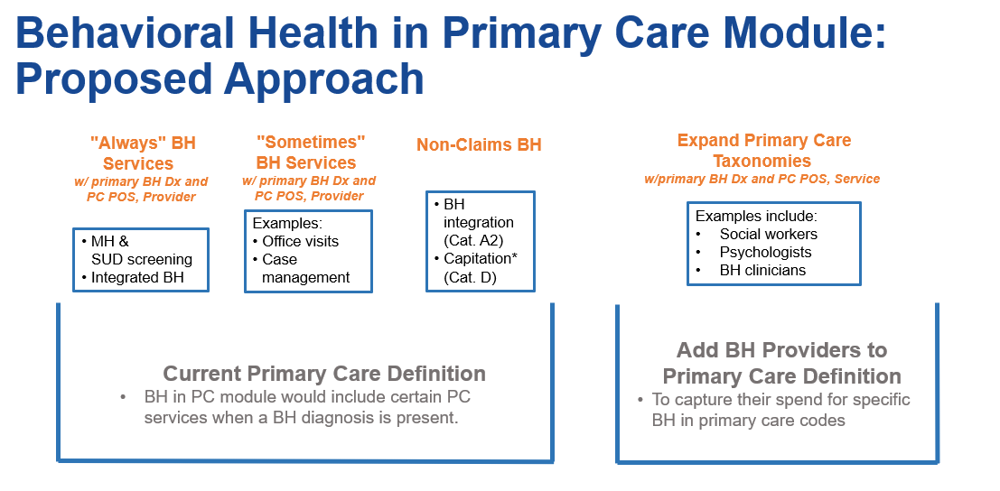 Behavioral Health in Primary Care Module:
Proposed Approach
"Always" BH
Services
w/ primary BH Dx and
PC POS, Provider
• MH &
SUD screening
• Integrated BH
"Sometimes"
BH Services
w/ primary BH Dx and
PC POS, Provider
Examples:
• Office visits
• Case
management
Non-Claims BH
• BH
integration
(Cat. A2)
• Capitation*
(Cat. D)
Current Primary Care Definition
• BH in PC module would include certain PC
services when a BH diagnosis is present.
Expand Primary Care
Taxonomies
w/primary BH Dx and PC POS, Service
Examples include:
• Social workers
• Psychologists
• BH clinicians
Add BH Providers to
Primary Care Definition
• To capture their spend for specific
BH in primary care codes